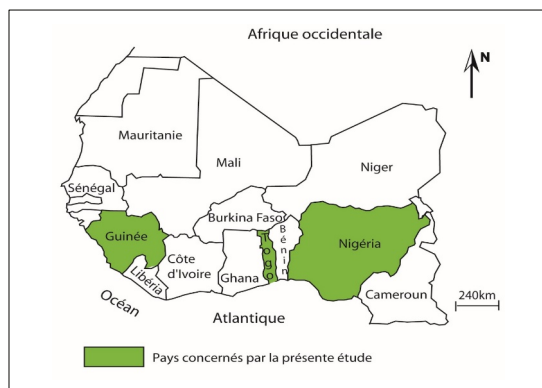 Afrique occidentale
N
Mauritanie
Mali
Niger
Sénégal
Burkina Faso
Guinée
Togo
Bénin
Nigéria
Côte
d'Ivoire
Ghana
Libéria
Cameroun
240km
Océan
Atlantique
Pays concernés par la présente étude